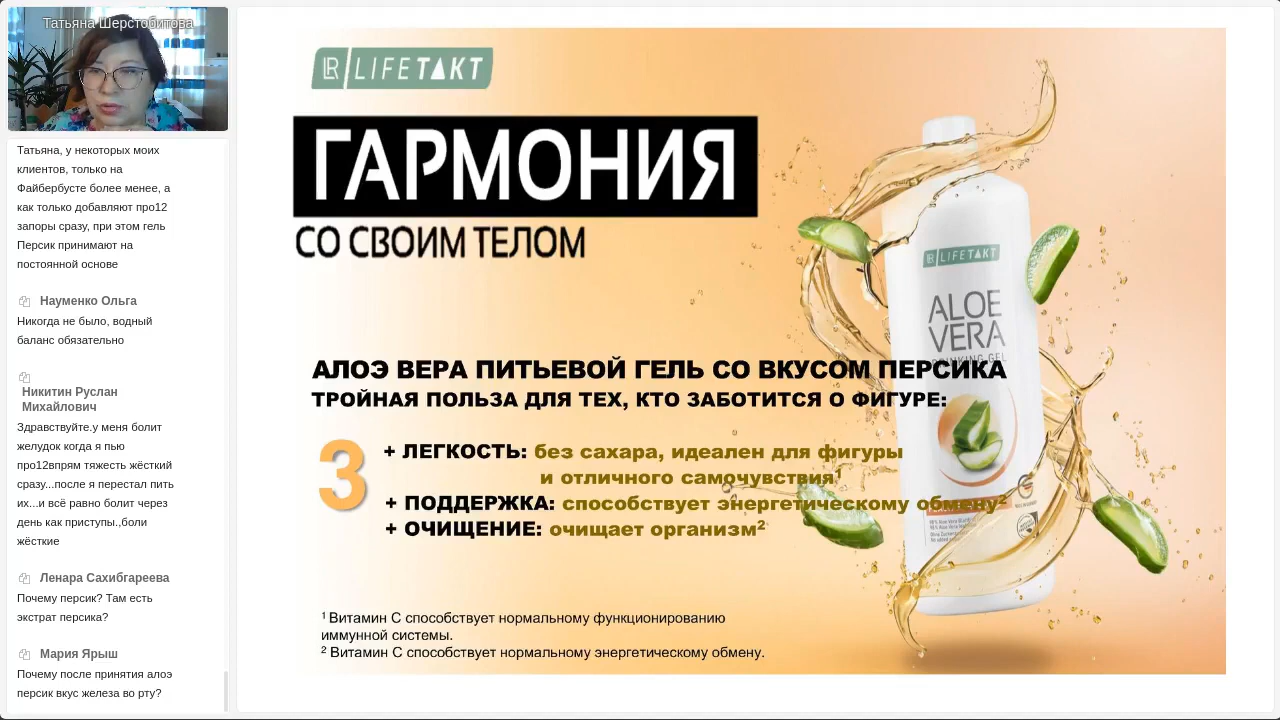 Татьяна Шерстобитова
Татьяна, у некоторых моих
клиентов, только на
Файбербусте более менее, а
как только добавляют про12
запоры сразу, при этом гель
Персик принимают на
постоянной основе
Науменко Ольга
Никогда не было, водный
баланс обязательно
Никитин Руслан
Михайлович
Здравствуйте.у меня болит
желудок когда я пью
про12впрям тяжесть жёсткий
сразу...после я перестал пить
их...и всё равно болит через
день как приступы.,боли
жёсткие
Ленара Сахибгареева
Почему персик? Там есть
экстрат персика?
Мария Ярыш
Почему после принятия алоэ
персик вкус железа во рту?
LR LIFETAKT
ГАРМОНИЯ
СО СВОИМ ТЕЛОМ
LR LIFETAKT
ALOE
VERA
DRINKING GEL
АЛОЭ ВЕРА ПИТЬЕВОЙ ГЕЛЬ СО ВКУСОМ ПЕРСИКА
ТРОЙНАЯ ПОЛЬЗА ДЛЯ ТЕХ, КТО ЗАБОТИТСЯ О ФИГУРЕ:
3
+ ЛЕГКОСТЬ: без сахара, идеален для фигуры
и отличного самочувствия¹
+ ПОДДЕРЖКА: способствует энергетическому обмену²
+ ОЧИЩЕНИЕ: очищает организм²
¹ Витамин С способствует нормальному функционированию
иммунной системы.
² Витамин С способствует нормальному энергетическому обмену.